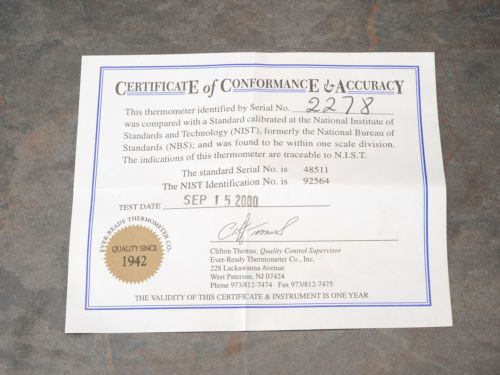 CERTIFICATE of CONFORMANCE & ACCURACY
This thermometer identified by Serial No. 2278
was compared with a Standard calibrated at the National Institute of
Standards and Technology (NIST), formerly the National Bureau of
Standards (NBS); and was found to be within one scale division.
The indications of this thermometer are traceable to N.I.S.T.
The standard Serial No. is 48511
The NIST Identification No. is 92564
TEST DATE SEP 15 2000
Cliff Thomas
EVER-READY THERMOMETER CO.
QUALITY SINCE
1942
Clifton Thomas, Quality Control Supervisor
Ever-Ready Thermometer Co., Inc.
228 Lackawanna Avenue
West Paterson, NJ 07424
Phone 973/812-7474 Fax 973/812-7475
THE VALIDITY OF THIS CERTIFICATE & INSTRUMENT IS ONE YEAR